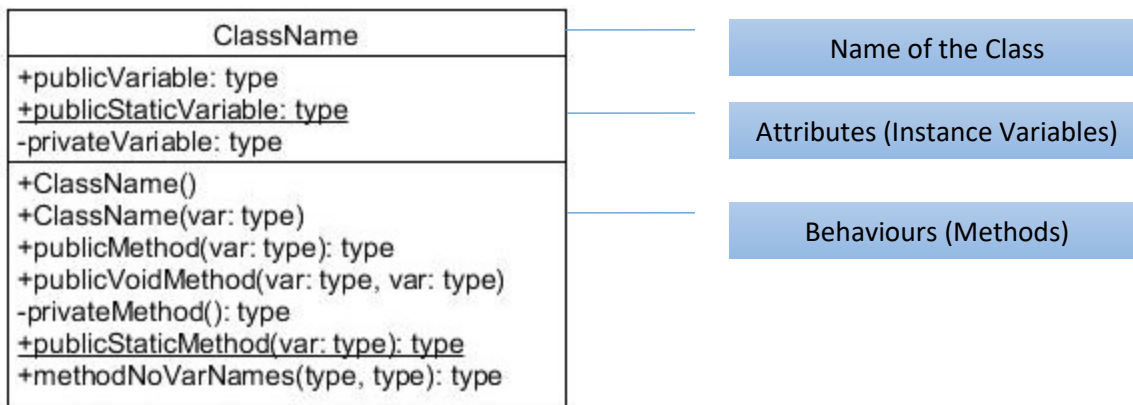 ClassName
+publicVariable: type
+publicStaticVariable: type
-privateVariable: type
+ClassName()
+ClassName(var: type)
+publicMethod(var: type): type
+publicVoidMethod(var: type, var: type)
-privateMethod(): type
+publicStaticMethod(var: type): type
+methodNoVarNames(type, type): type
Name of the Class
Attributes (Instance Variables)
Behaviours (Methods)